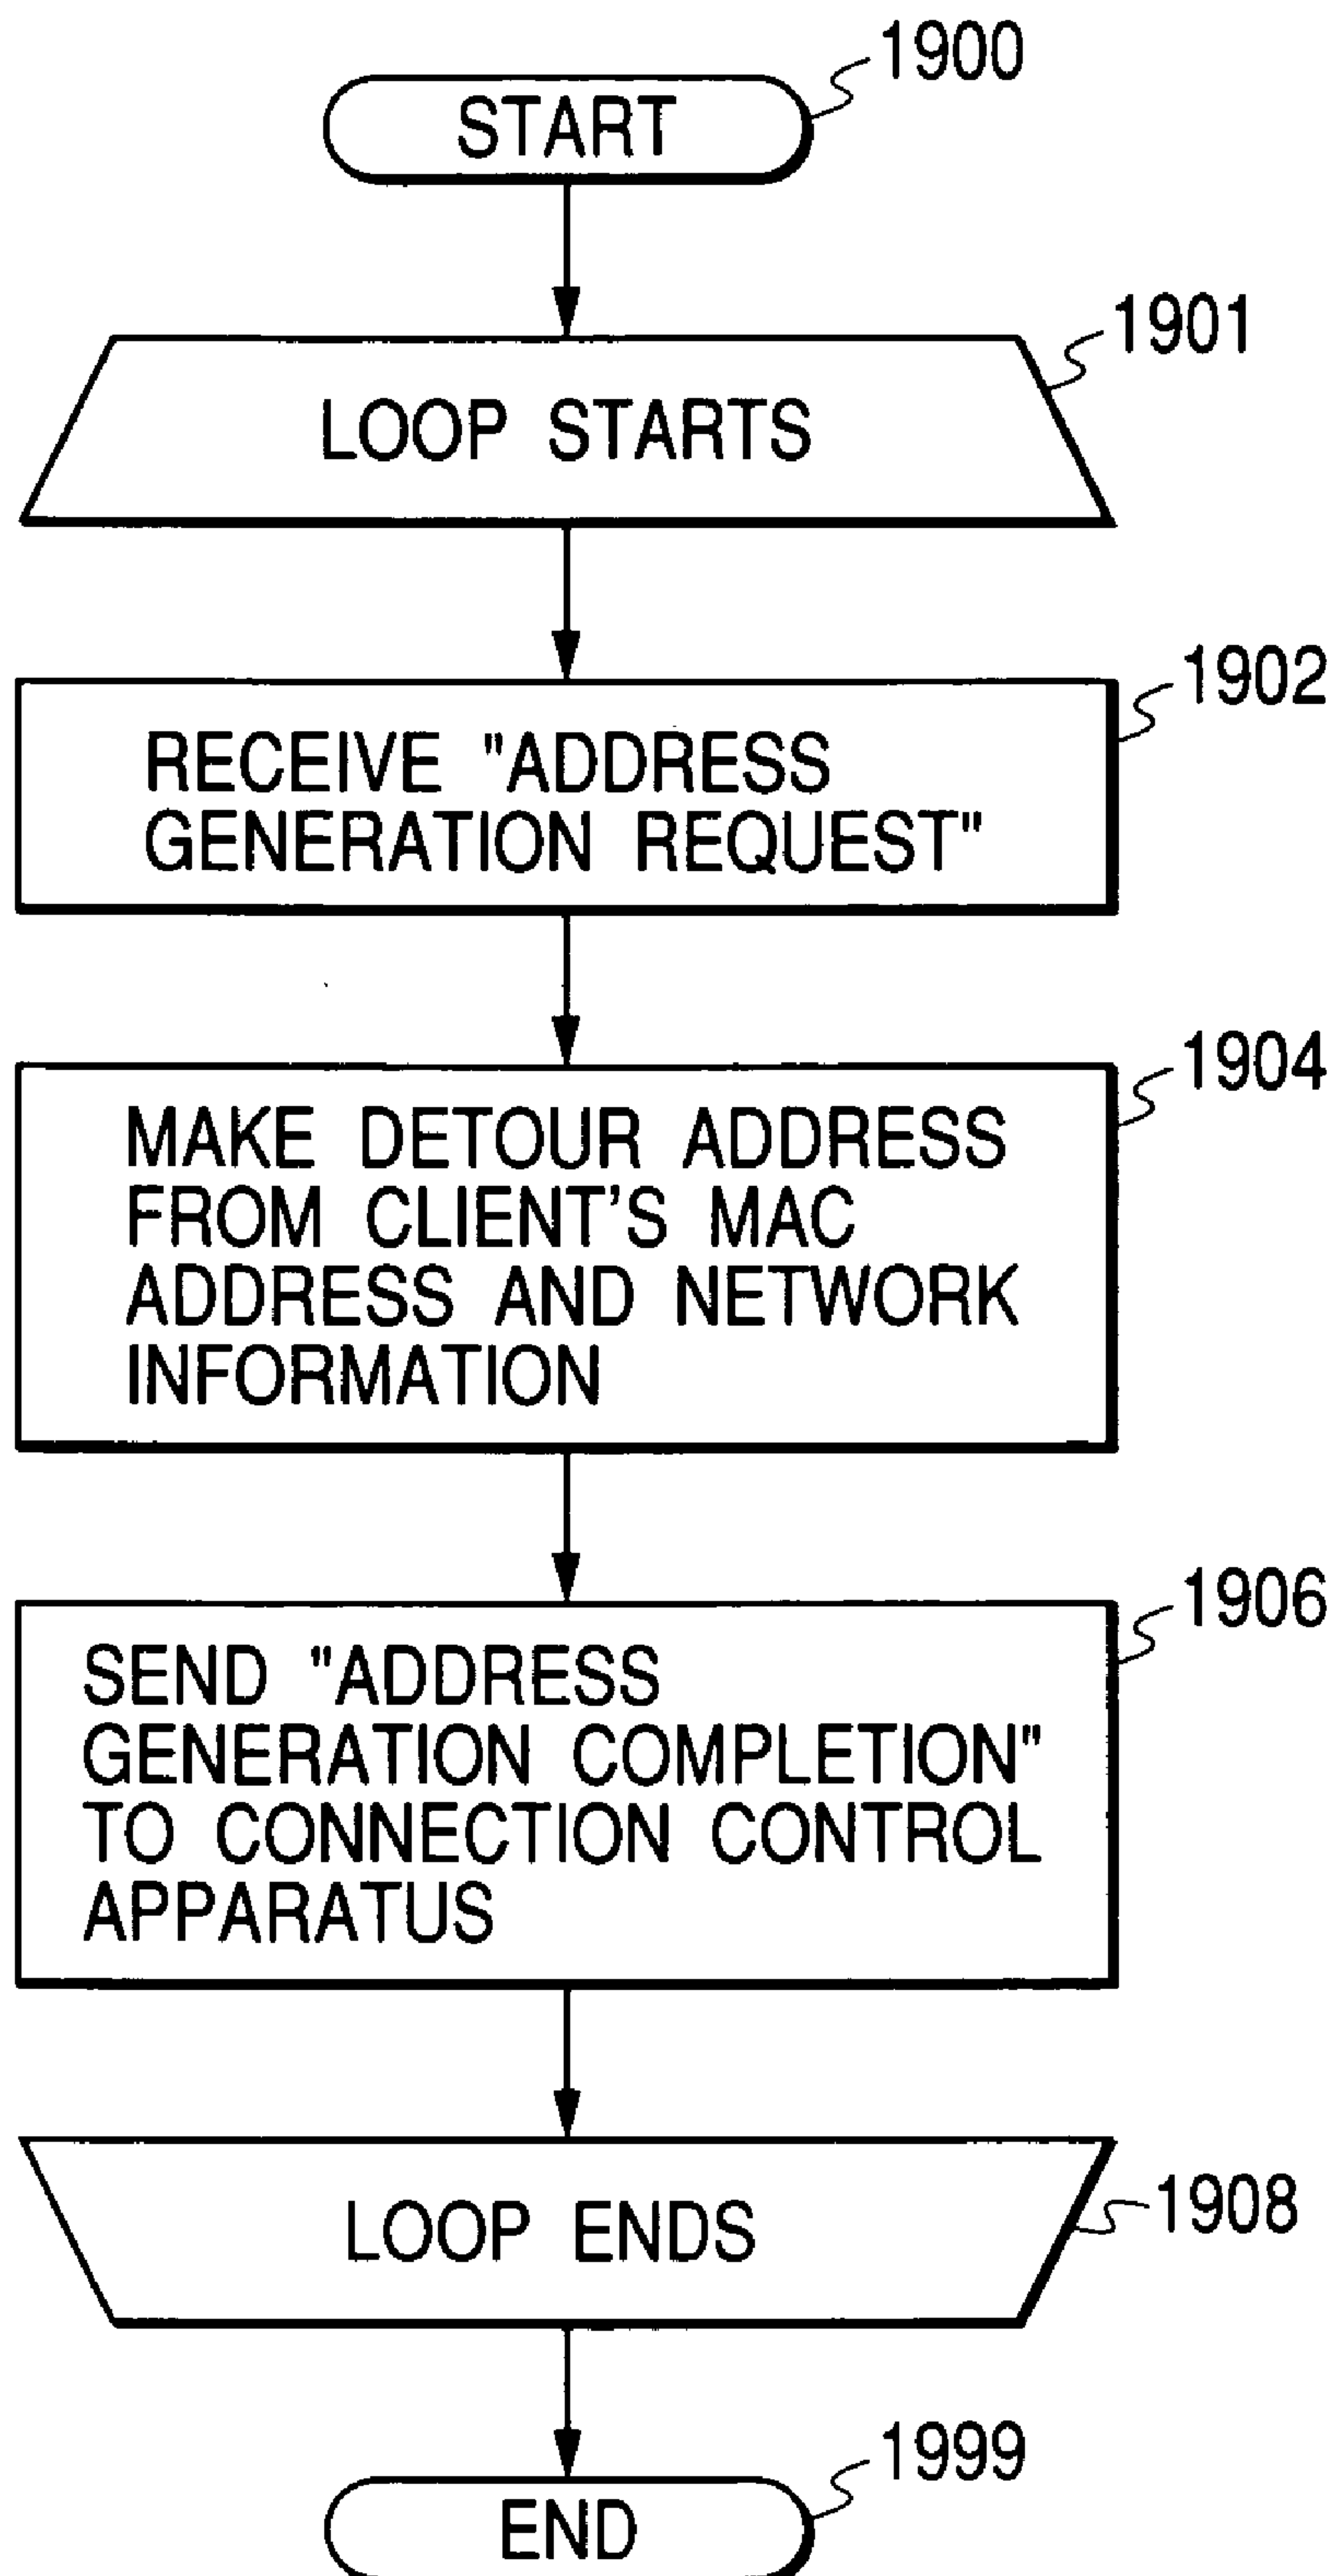 1900
START
1901
LOOP STARTS
1902
RECEIVE "ADDRESS
GENERATION REQUEST"
1904
MAKE DETOUR ADDRESS
FROM CLIENT'S MAC
ADDRESS AND NETWORK
INFORMATION
1906
SEND "ADDRESS
GENERATION COMPLETION"
TO CONNECTION CONTROL
APPARATUS
1908
LOOP ENDS
1999
END